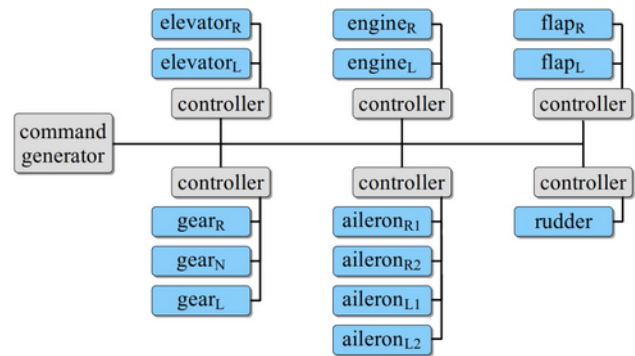 elevatorR
engineR
flapR
elevatorL
engineL
flapL
controller
controller
controller
command
generator
controller
controller
controller
gearR
aileronR1
rudder
gearN
aileronR2
gearL
aileronL1
aileronL2